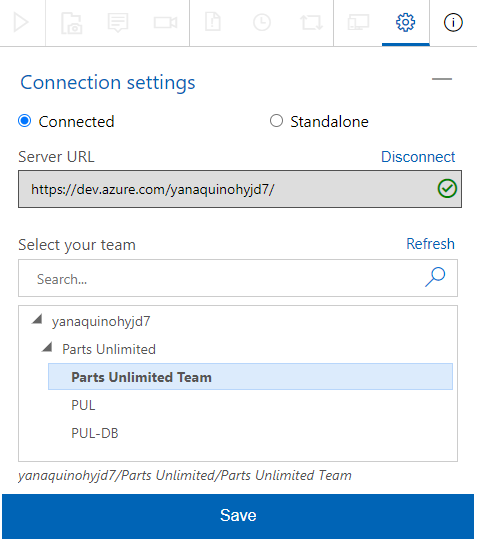 Connection settings
Connected
Standalone
Server URL
Disconnect
https://dev.azure.com/yanaquinohyjd7/
Select your team
Refresh
Search...
yanaquinohyjd7
Parts Unlimited
Parts Unlimited Team
PUL
PUL-DB
yanaquinohyjd7/Parts Unlimited/Parts Unlimited Team
Save